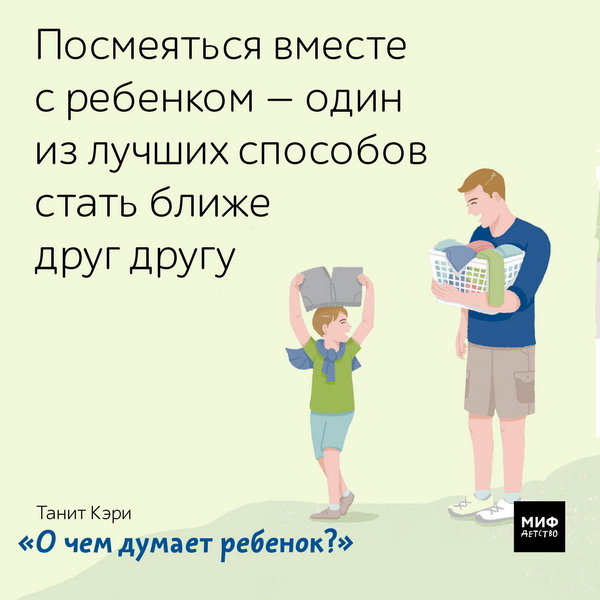 Посмеяться вместе
с ребенком – один
из лучших способов
стать ближе
друг другу
Танит Кэри
«О чем думает ребенок?»
МИФ
ДЕТСТВО